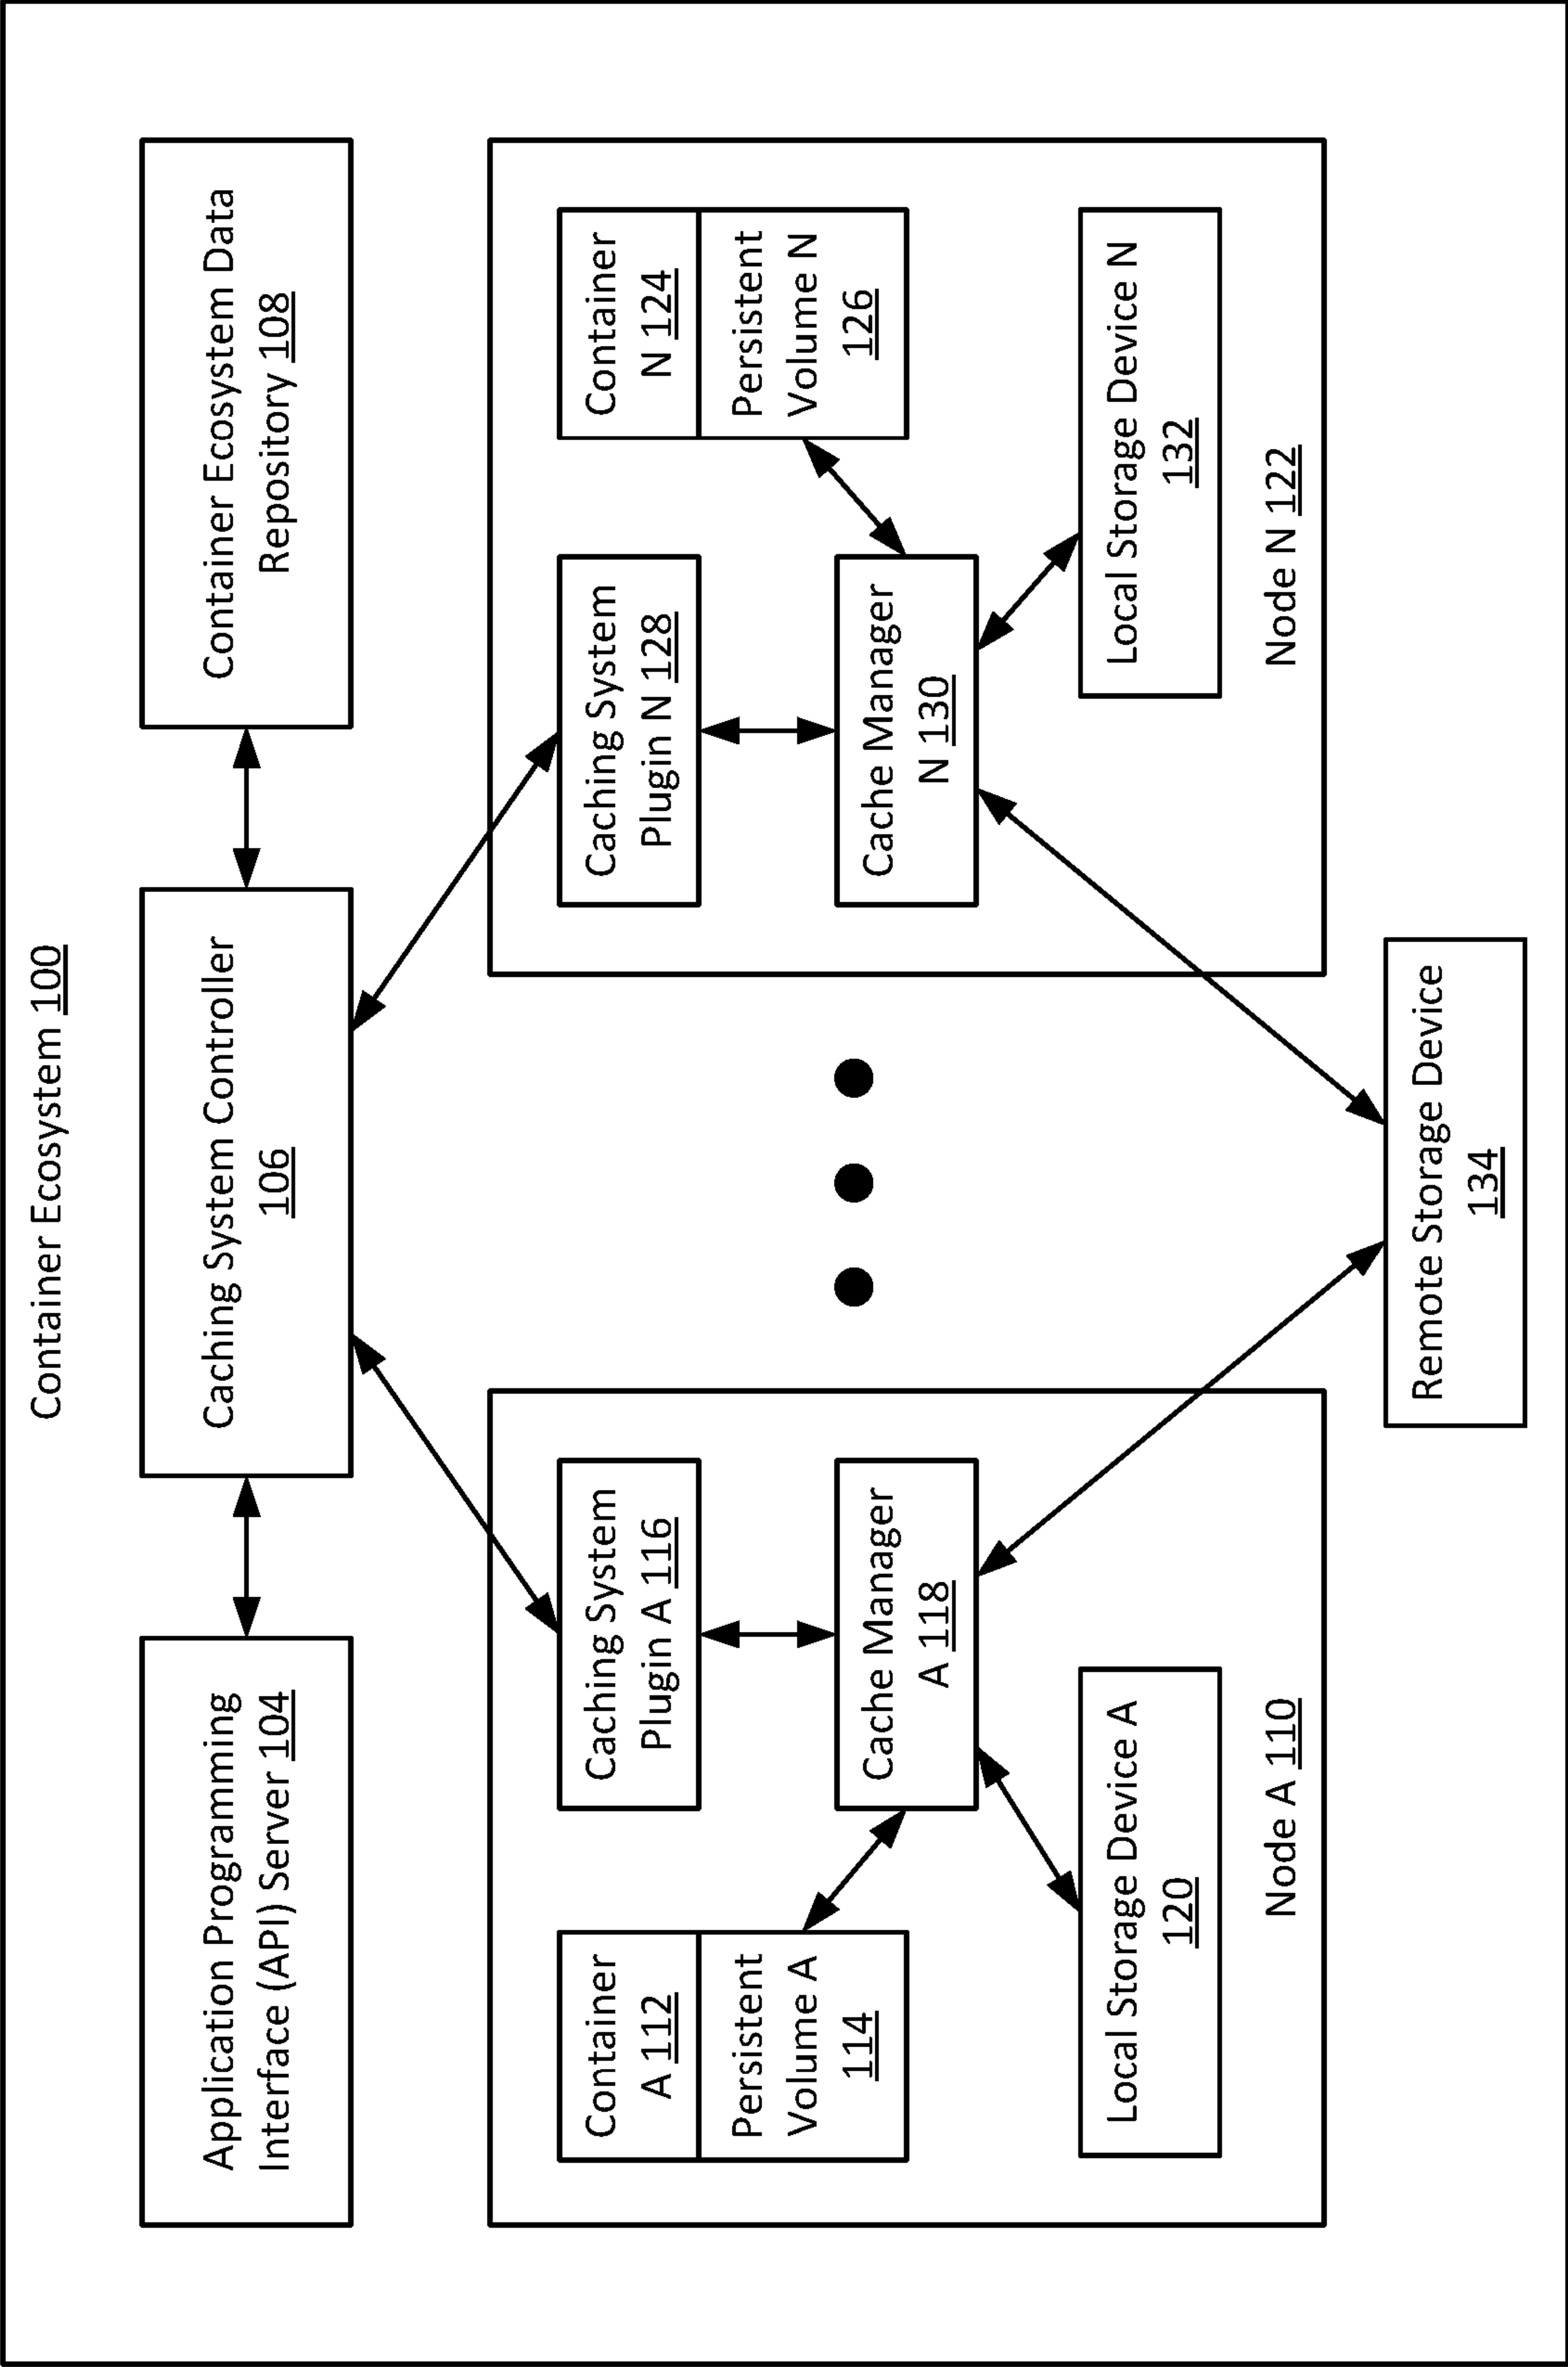 Container Ecosystem 100
Application Programming
Interface (API) Server 104
Caching System Controller
106
Container Ecosystem Data
Repository 108
Container
A 112
Persistent
Volume A
114
Caching System
Plugin A 116
Cache Manager
A 118
Local Storage Device A
120
Node A 110
Caching System
Plugin N 128
Cache Manager
N 130
Container
N 124
Persistent
Volume N
126
Local Storage Device N
132
Node N 122
Remote Storage Device
134